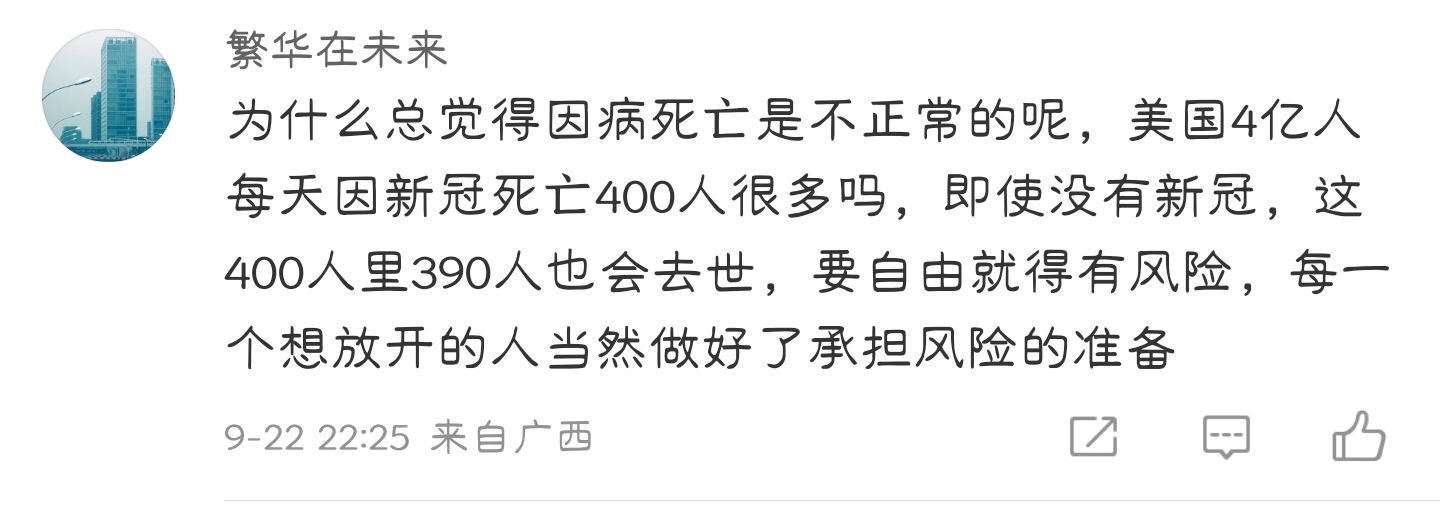 繁华在未来
为什么总觉得因病死亡是不正常的呢，美国4亿人
每天因新冠死亡400人很多吗，即使没有新冠，这
400人里390人也会去世，要自由就得有风险，每一
个想放开的人当然做好了承担风险的准备
9-22 22:25 来自广西